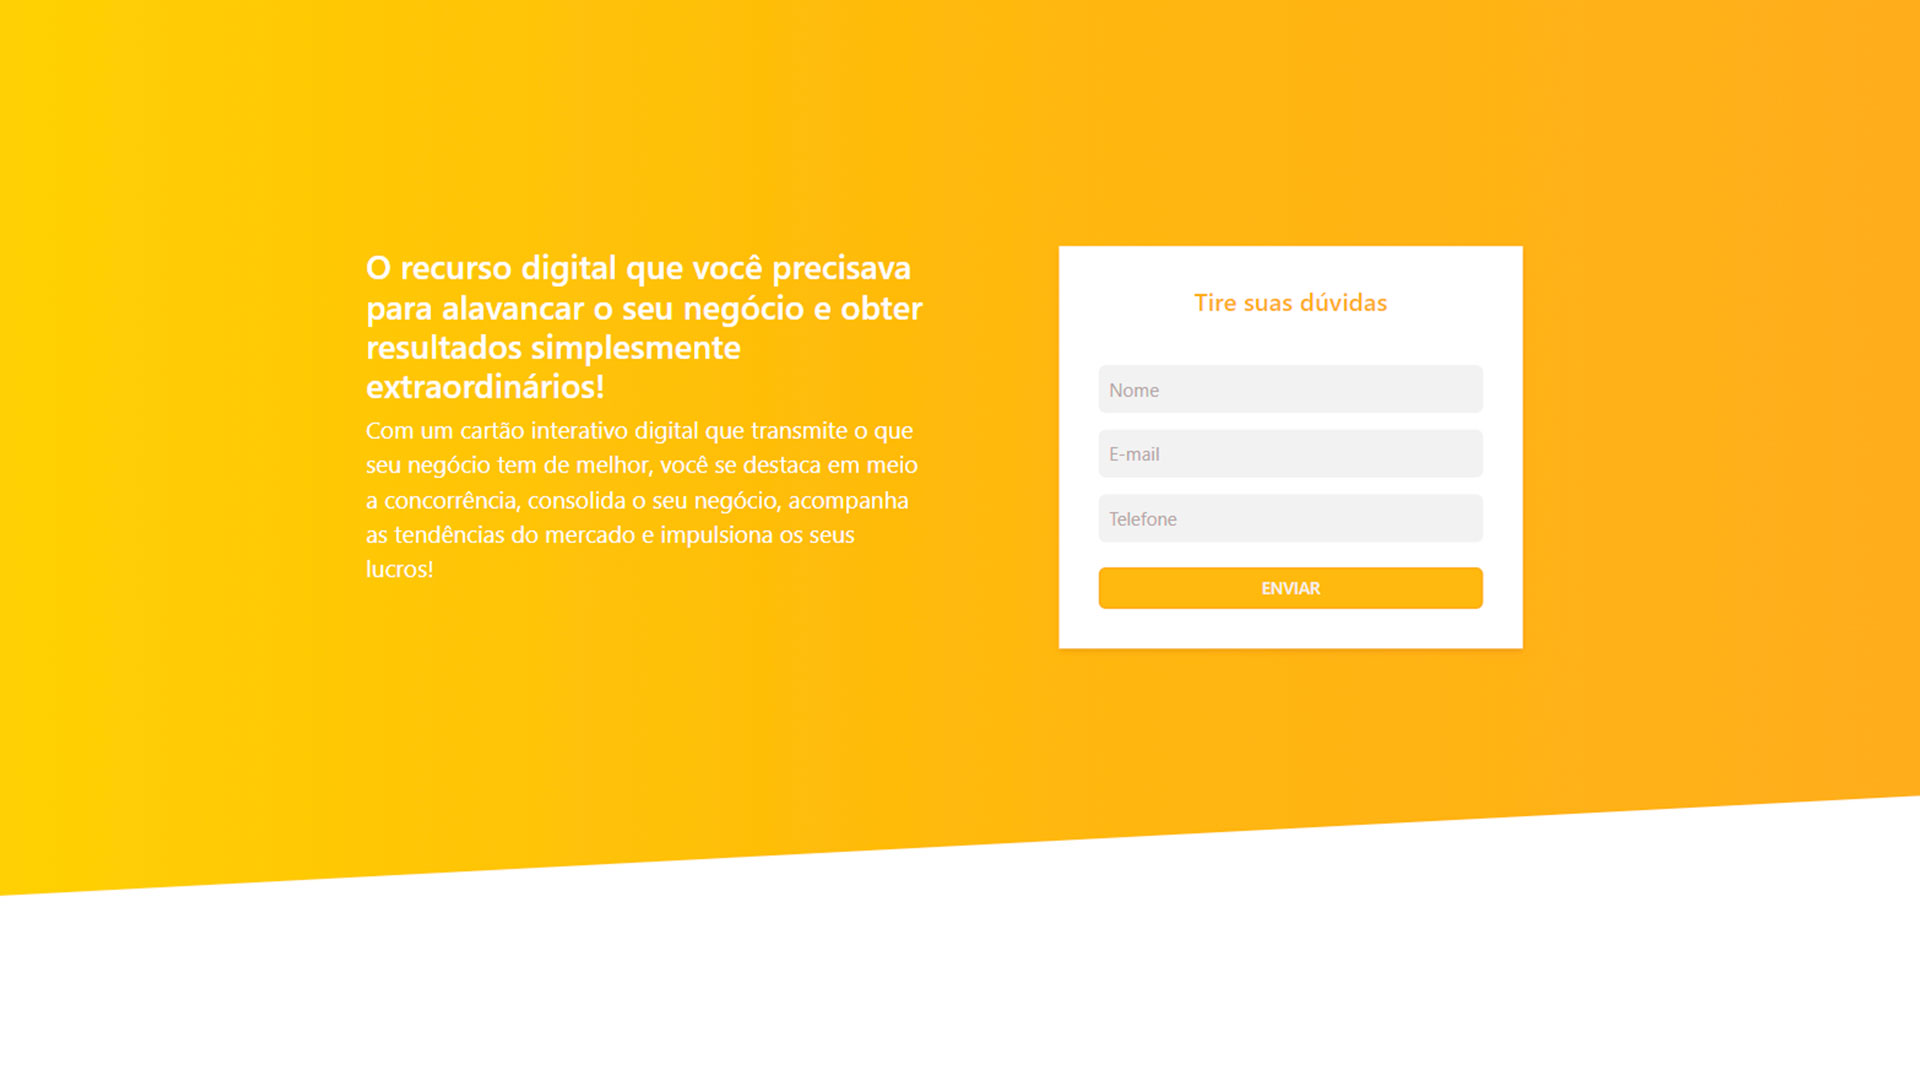 O recurso digital que você precisava
para alavancar o seu negócio e obter
resultados simplesmente
extraordinários!
Com um cartão interativo digital que transmite o que
seu negócio tem de melhor, você se destaca em meio
a concorrência, consolida o seu negócio, acompanha
as tendências do mercado e impulsiona os seus
lucros!
Tire suas dúvidas
Nome
E-mail
Telefone
ENVIAR